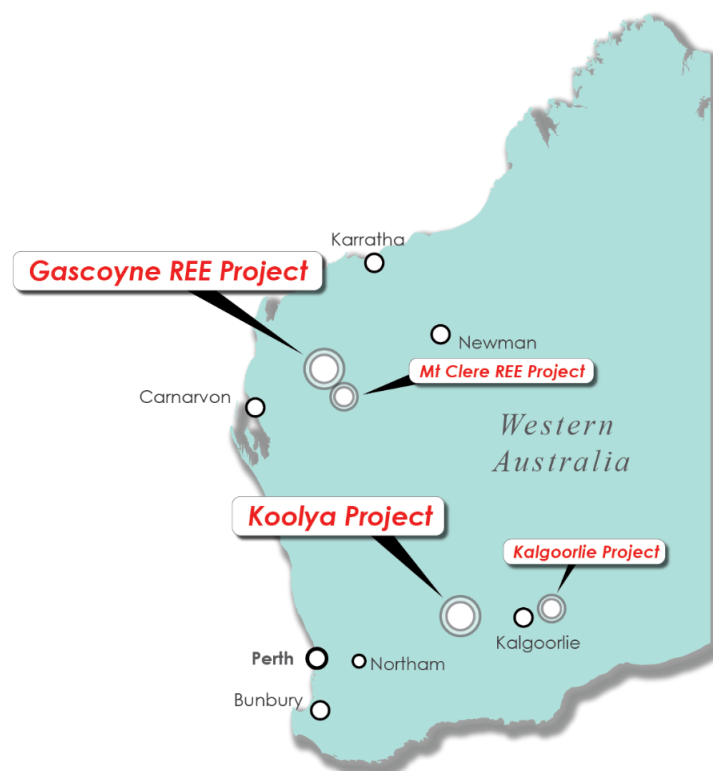 Karratha
Gascoyne REE Project
Newman
Mt Clere REE Project
Carnarvon
Western
Australia
Koolya Project
Kalgoorlie Project
Kalgoorlie
Perth
Northam
Bunbury